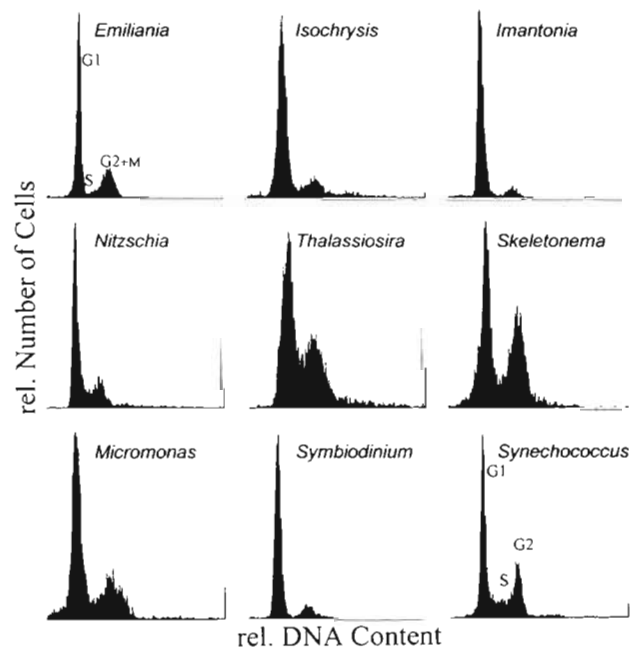 Emiliania
Isochrysis
Imantonia
G1
G2+M
S
Nitzschia
Thalassiosira
Skeletonema
Micromonas
Symbiodinium
Synechococcus
G1
G2
S
rel. Number of Cells
rel. DNA Content